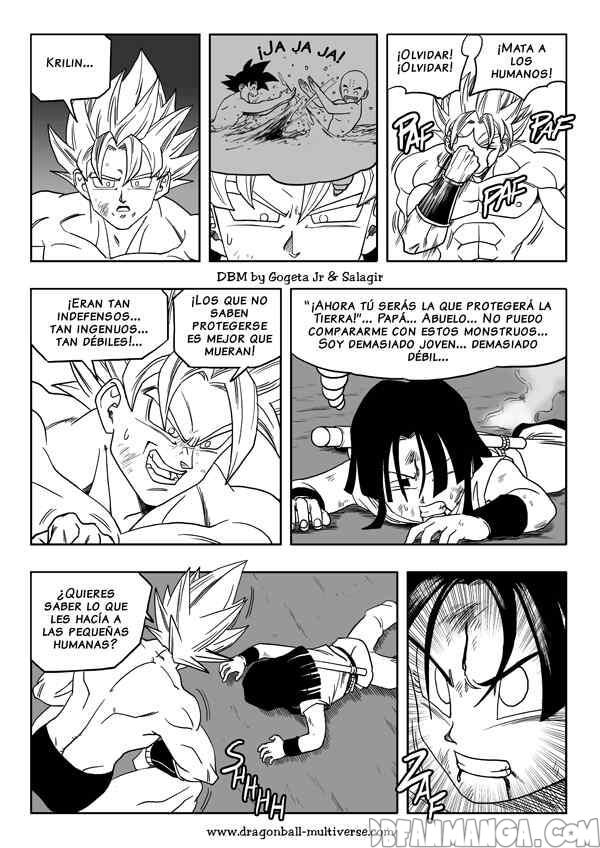 Krilin...
¡Ja ja ja!
¡Olvidar!
¡Olvidar!
¡Mata a
los
humanos!
PAF
PAF
PAF
DBM by Gogeta Jr & Salagir
¡Eran tan
indefensos...
tan ingenuos...
tan débiles!...
¡Los que no
saben
protegerse
es mejor que
mueran!
"¡Ahora tú serás la que protegerá la
Tierra!"... Papá... Abuelo... No puedo
compararme con estos monstruos...
Soy demasiado joven... demasiado
débil...
¿Quieres
saber lo que
les hacía a
las pequeñas
humanas?
SHHHH
ZAF
www.dragonball-multiverse.com
DBFANMANGA.COM